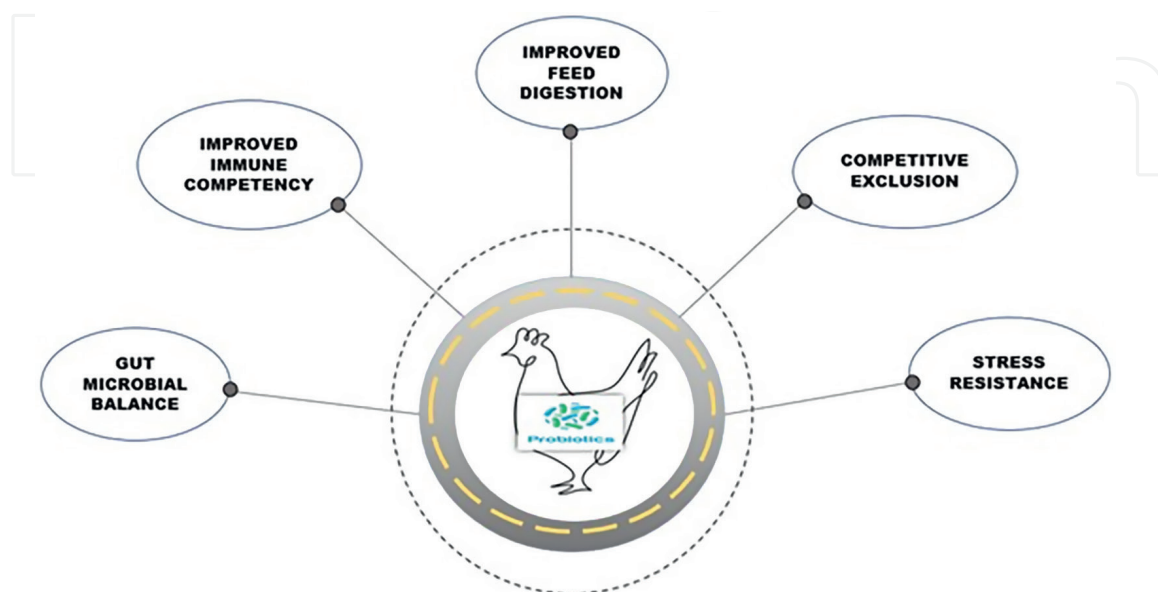 IMPROVED
FEED
DIGESTION
IMPROVED
IMMUNE
COMPETENCY
COMPETITIVE
EXCLUSION
GUT
MICROBIAL
BALANCE
STRESS
RESISTANCE
Probiotics